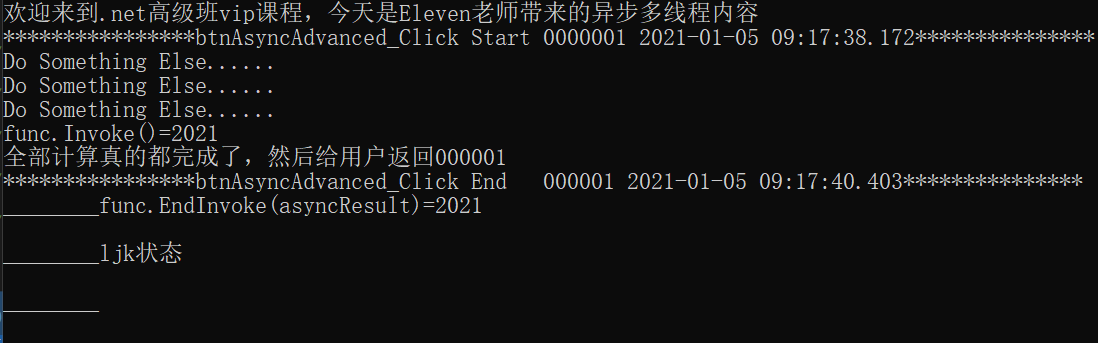 欢迎来到.net高级班vip课程，今天是Eleven老师带来的异步多线程内容
****************btnAsyncAdvanced_Click Start 0000001 2021-01-05 09:17:38.172***************
Do Something Else......
Do Something Else......
Do Something Else......
func.Invoke()=2021
全部计算真的都完成了，然后给用户返回000001
****************btnAsyncAdvanced_Click End   000001 2021-01-05 09:17:40.403***************
________func.EndInvoke(asyncResult)=2021
________ljk状态
________